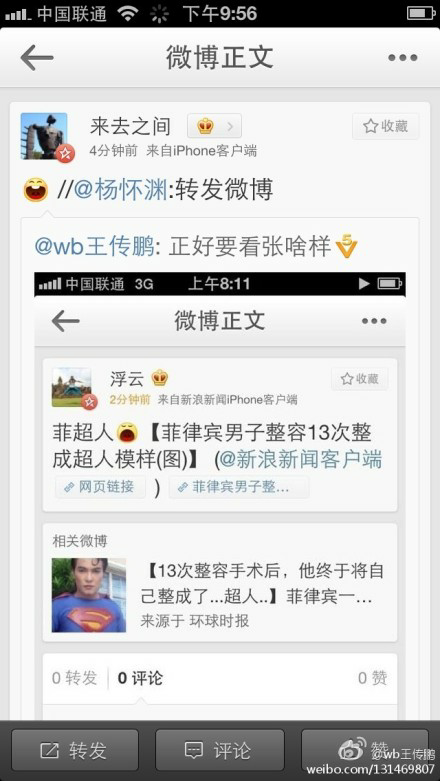 中国联通 下午9:56
微博正文
来去之间
收藏
4分钟前 来自iPhone客户端
//@杨怀渊:转发微博
@wb王传鹏: 正好要看张啥样
中国联通 3G 上午8:11
微博正文
浮云
收藏
2分钟前 来自新浪新闻iPhone客户端
菲超人【菲律宾男子整容13次整
成超人模样(图)】 (@新浪新闻客户端
网页链接 ) 菲律宾男子整...
相关微博
【13次整容手术后，他终于将自
己整成了...超人..】菲律宾一...
来源于 环球时报
0 转发 0 评论 0 赞
转发 评论 赞
@wb王传鹏
weibo.com/131469807